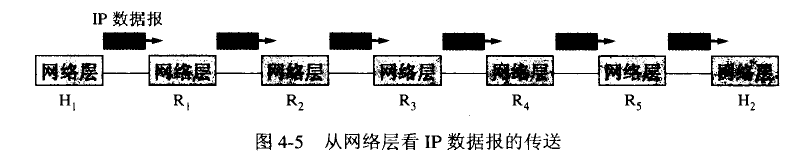 IP 数据报
网络层 网络层 网络层 网络层 网络层 网络层 网络层
H₁ R₁ R₂ R₃ R₄ R₅ H₂
图 4-5 从网络层看 IP 数据报的传送